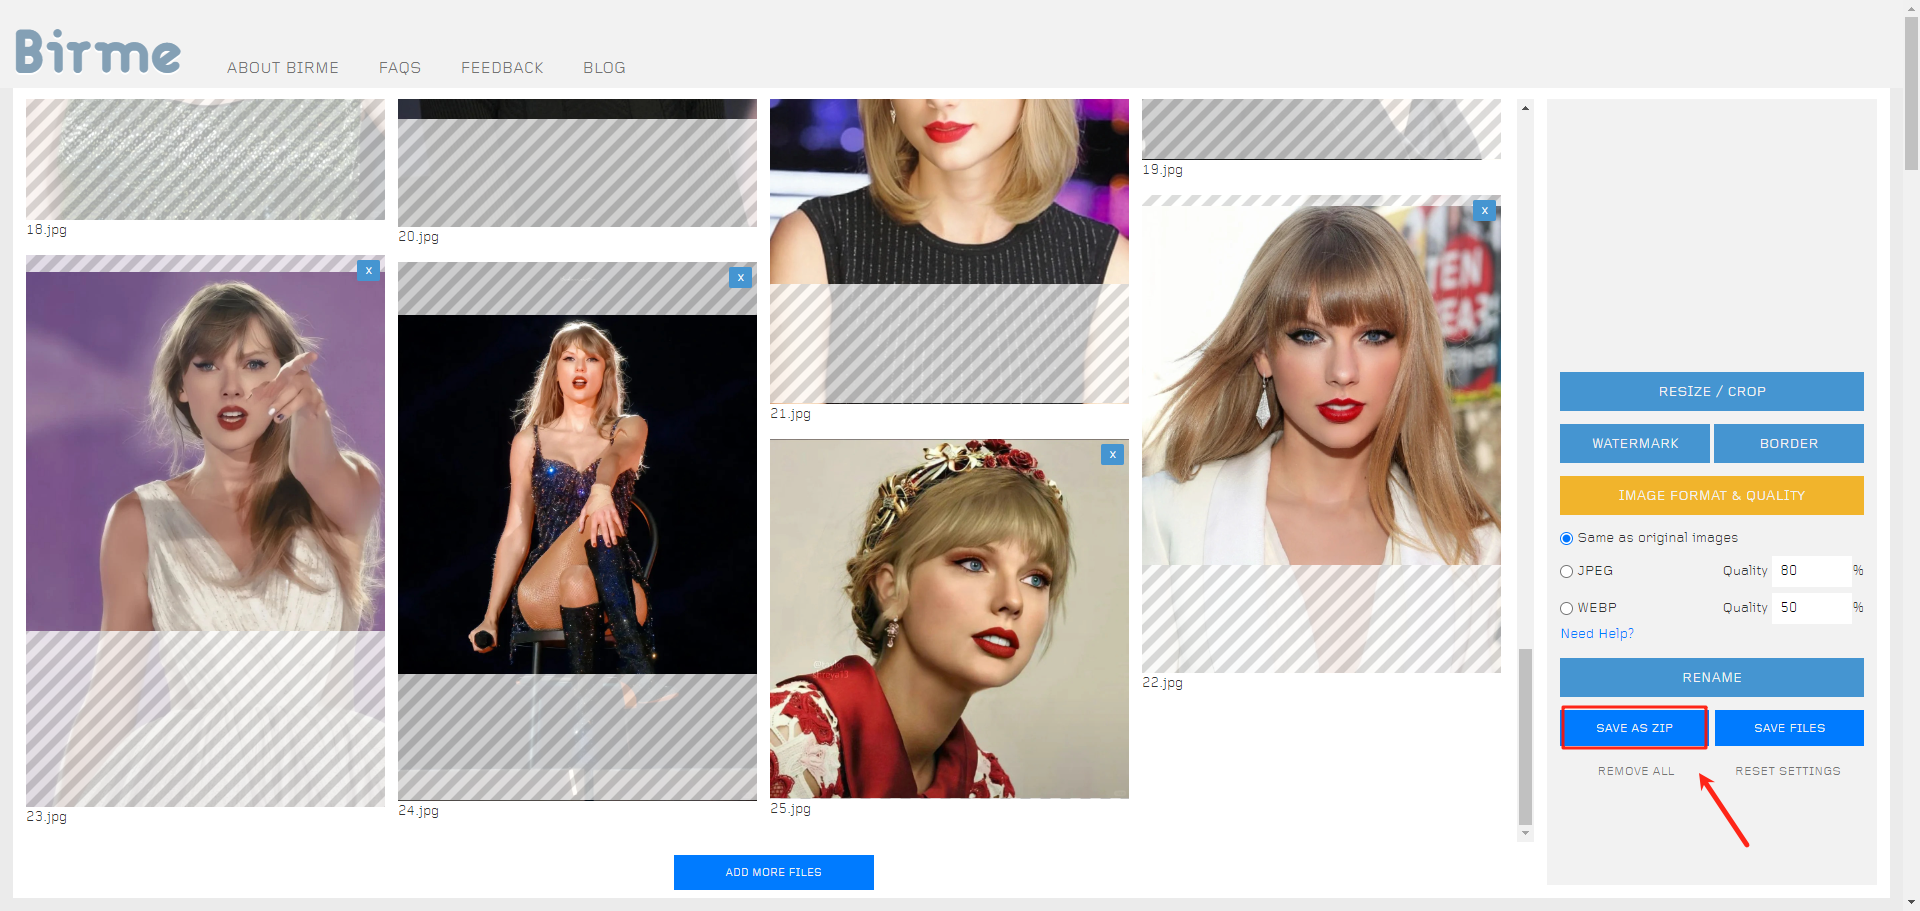 Birme
ABOUT BIRME
FAQS
FEEDBACK
BLOG
18.jpg
20.jpg
21.jpg
19.jpg
x
x
x
x
23.jpg
24.jpg
25.jpg
22.jpg
ADD MORE FILES
RESIZE / CROP
WATERMARK
BORDER
IMAGE FORMAT & QUALITY
Same as original images
JPEG Quality 80 %
WEBP Quality 50 %
Need Help?
RENAME
SAVE AS ZIP
SAVE FILES
REMOVE ALL
RESET SETTINGS